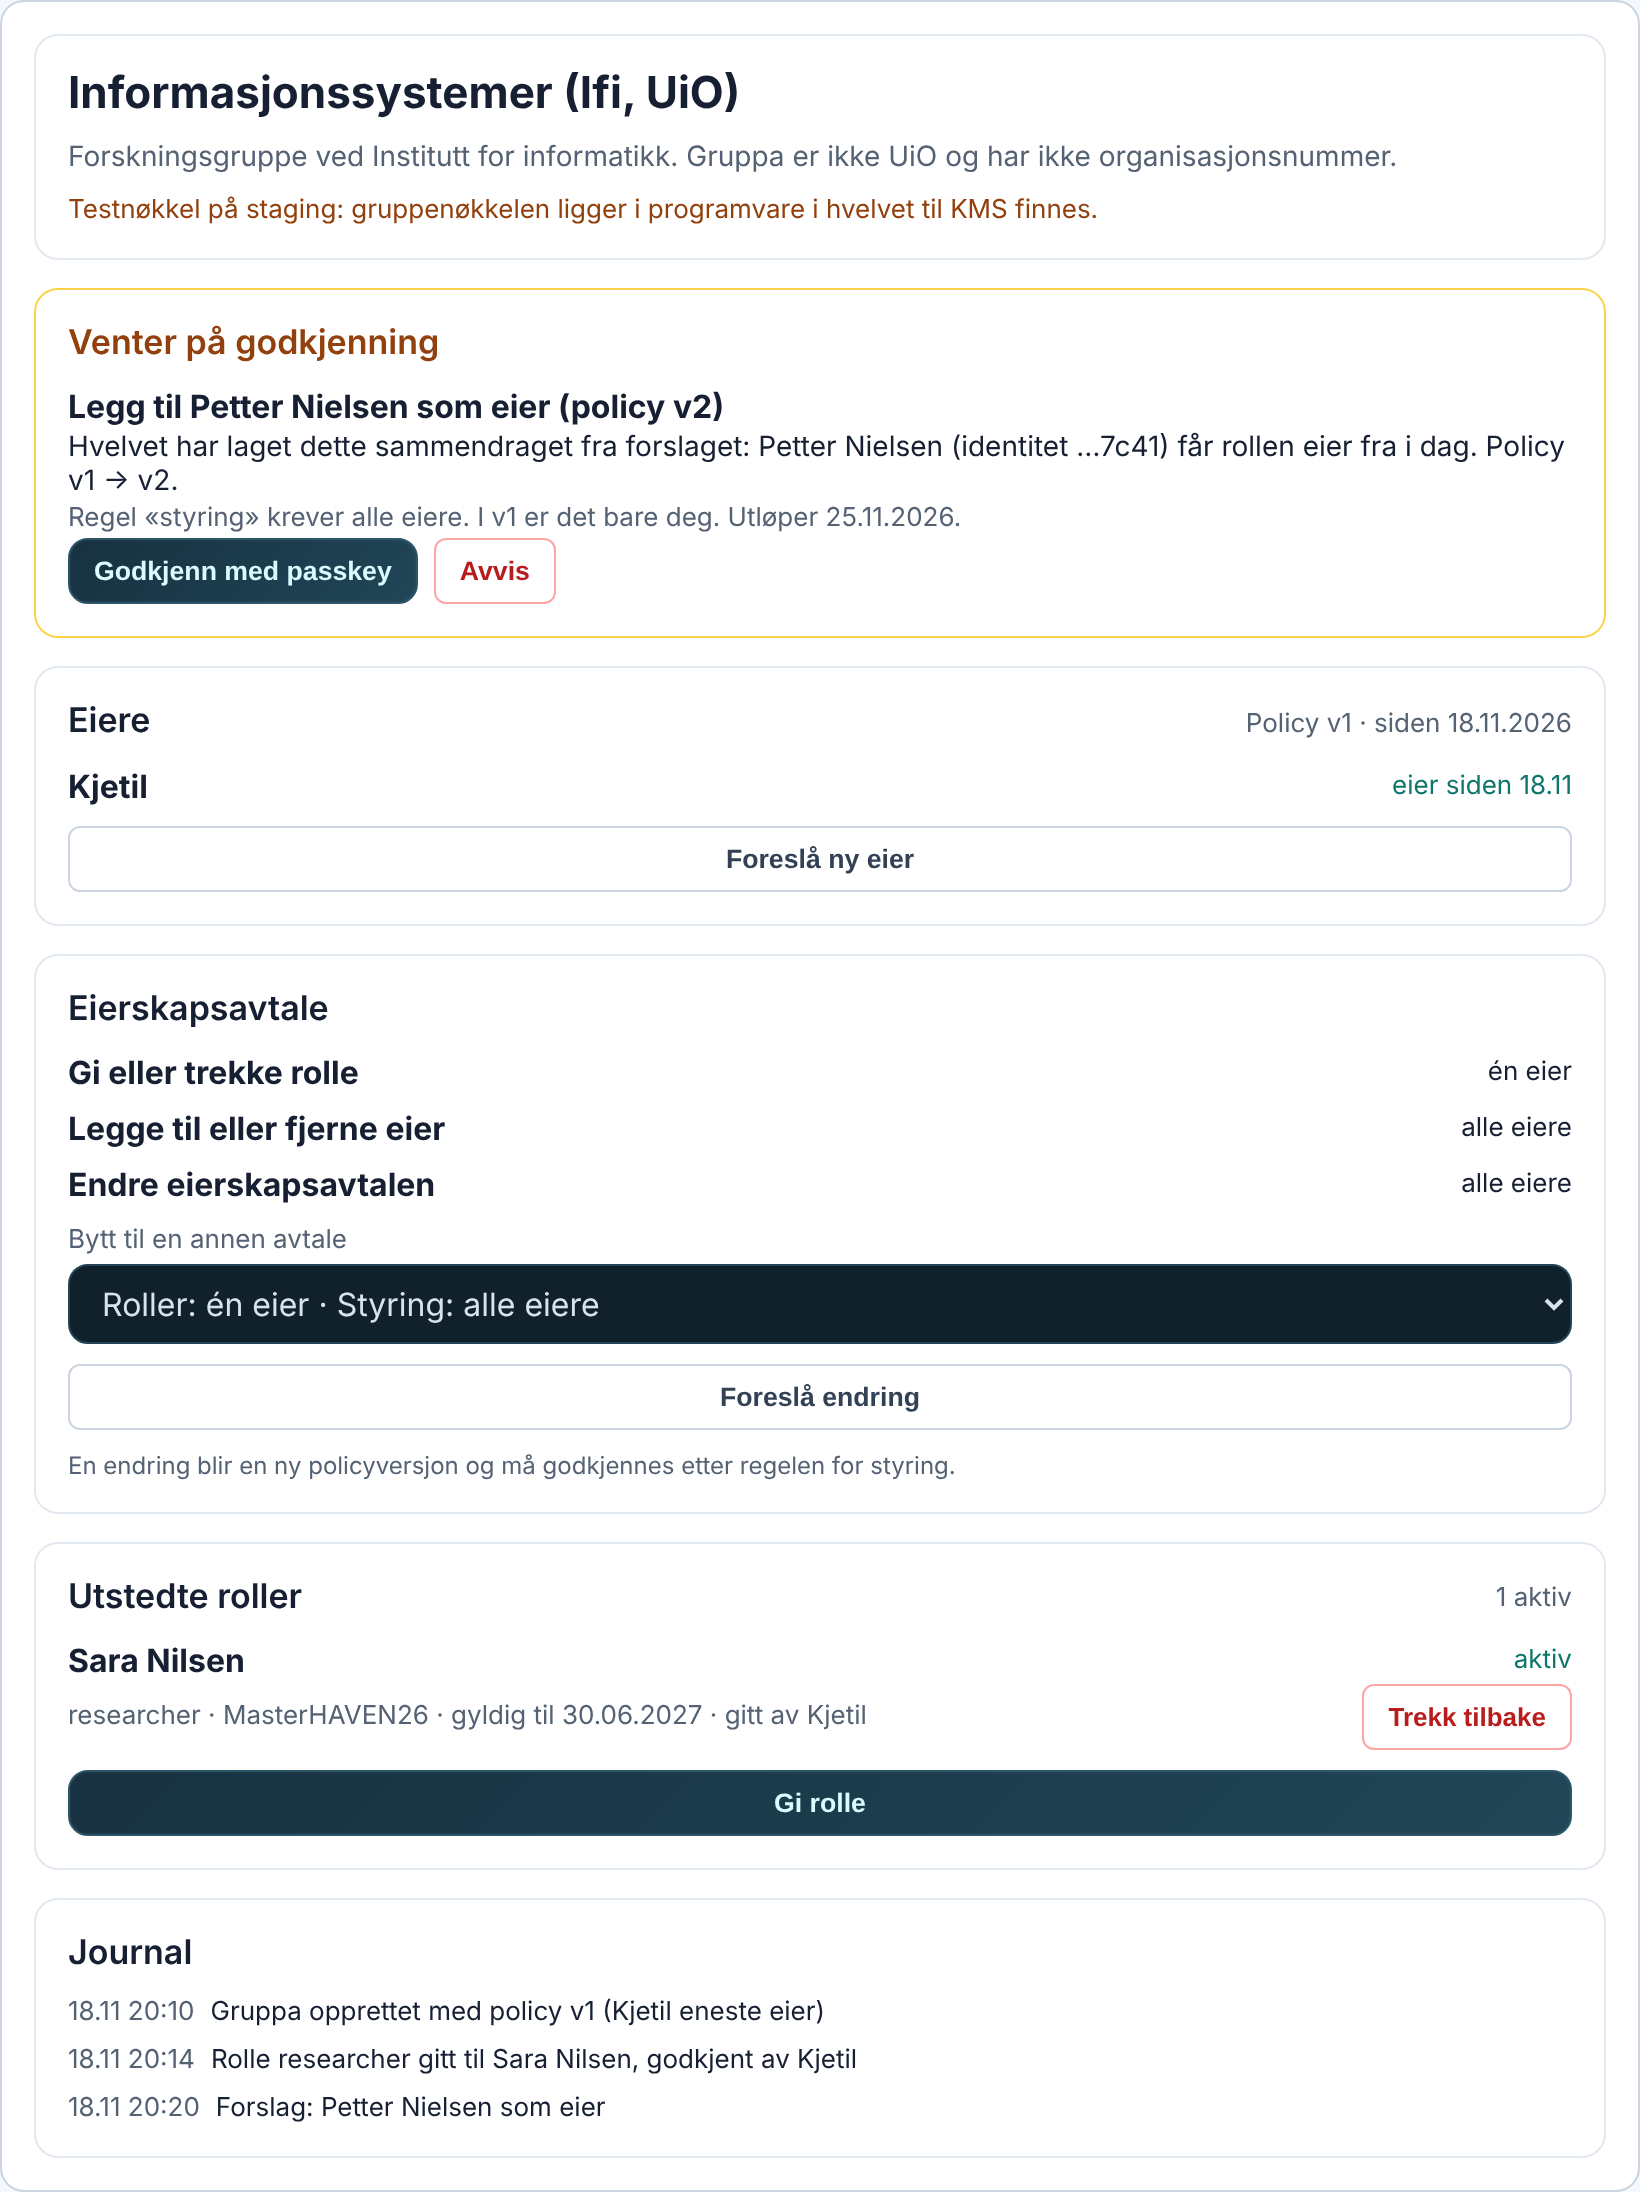 Informasjonssystemer (Ifi, UiO)
Forskningsgruppe ved Institutt for informatikk. Gruppa er ikke UiO og har ikke organisasjonsnummer.
Testnøkkel på staging: gruppenøkkelen ligger i programvare i hvelvet til KMS finnes.
Venter på godkjenning
Legg til Petter Nielsen som eier (policy v2)
Hvelvet har laget dette sammendraget fra forslaget: Petter Nielsen (identitet …7c41) får rollen eier fra i dag. Policy
v1 → v2.
Regel «styring» krever alle eiere. I v1 er det bare deg. Utløper 25.11.2026.
Godkjenn med passkey Avvis
Eiere Policy v1 · siden 18.11.2026
Kjetil eier siden 18.11
Foreslå ny eier
Eierskapsavtale
Gi eller trekke rolle én eier
Legge til eller fjerne eier alle eiere
Endre eierskapsavtalen alle eiere
Bytt til en annen avtale
Roller: én eier · Styring: alle eiere
Foreslå endring
En endring blir en ny policyversjon og må godkjennes etter regelen for styring.
Utstedte roller 1 aktiv
Sara Nilsen aktiv
researcher · MasterHAVEN26 · gyldig til 30.06.2027 · gitt av Kjetil Trekk tilbake
Gi rolle
Journal
18.11 20:10 Gruppa opprettet med policy v1 (Kjetil eneste eier)
18.11 20:14 Rolle researcher gitt til Sara Nilsen, godkjent av Kjetil
18.11 20:20 Forslag: Petter Nielsen som eier